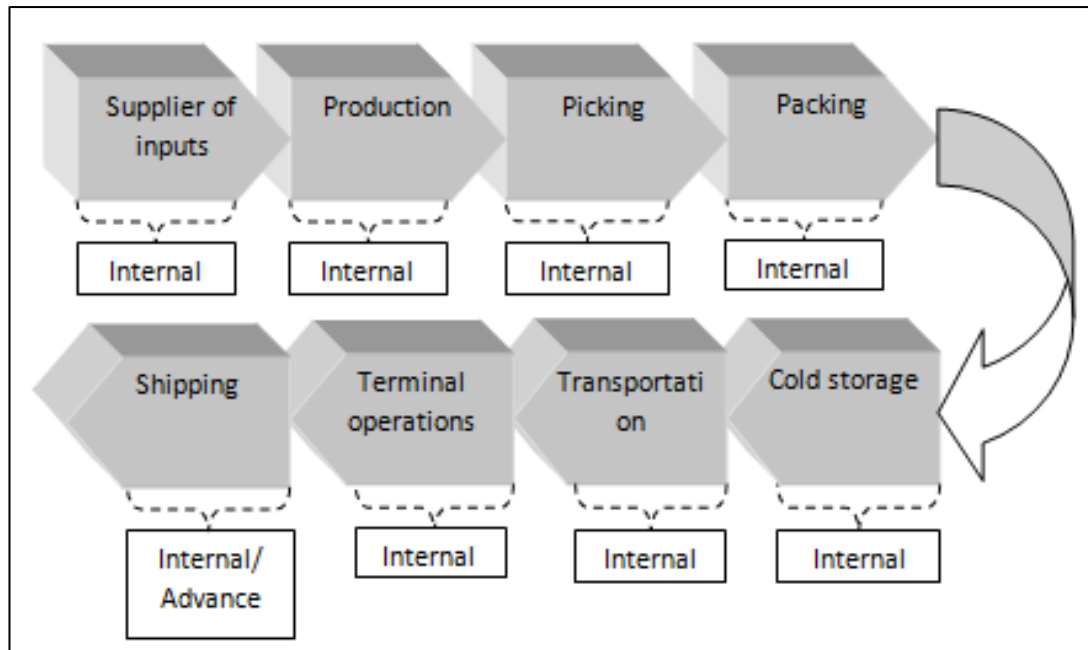 Supplier of
inputs
Production
Picking
Packing
Internal
Internal
Internal
Internal
Shipping
Terminal
operations
Transportati
on
Cold storage
Internal/
Advance
Internal
Internal
Internal